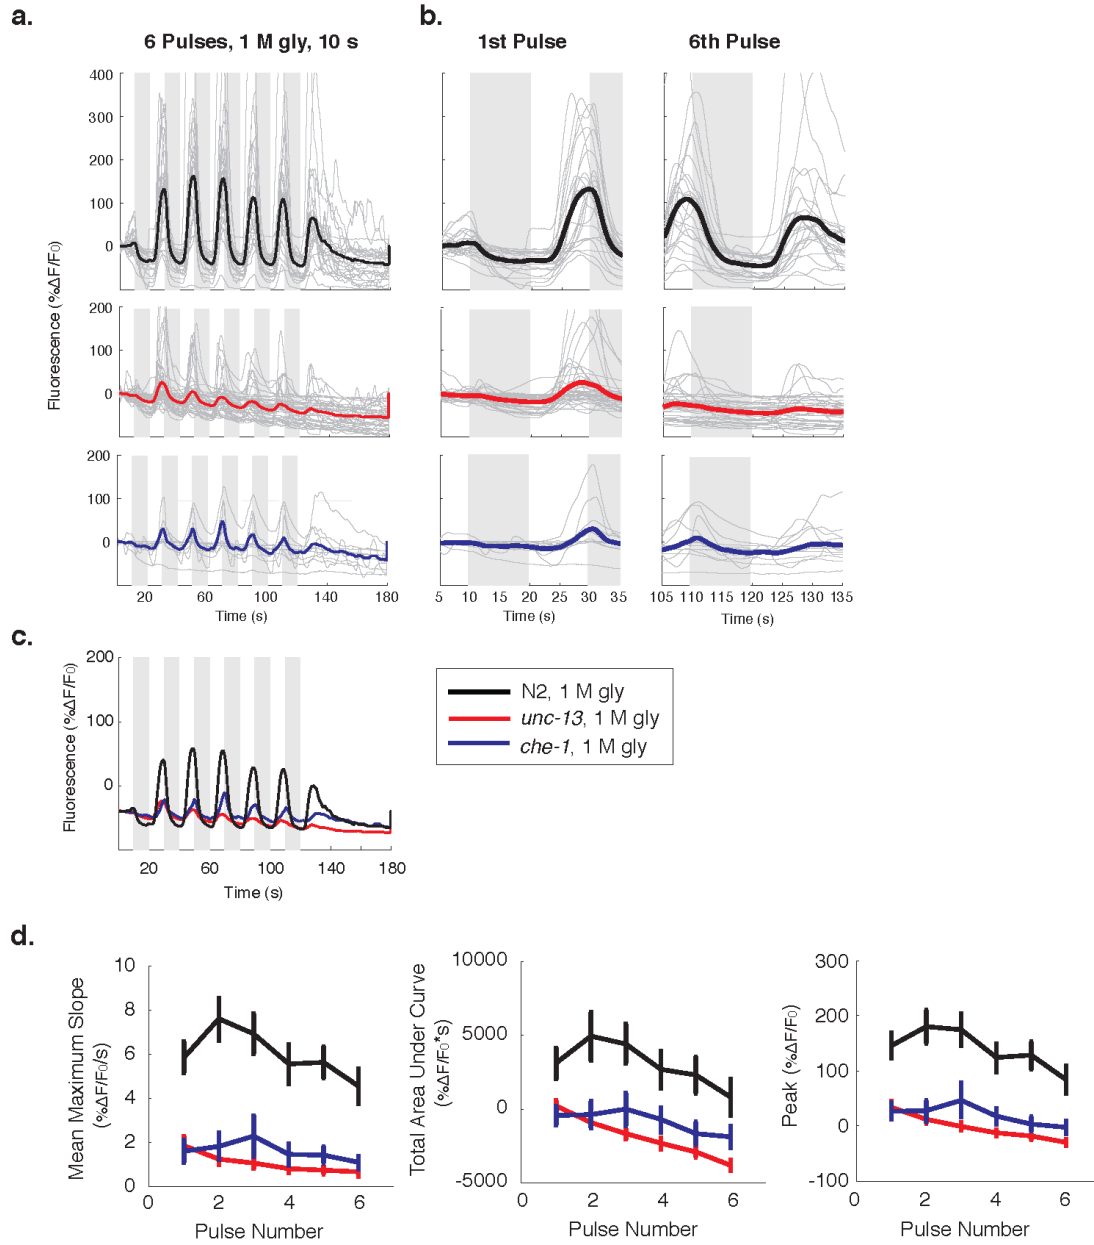 a.
b.
6 Pulses, 1 M gly, 10 s
1st Pulse
6th Pulse
Fluorescence (%ΔF/F0)
400
300
200
100
0
200
100
0
200
100
0
20
60
100
140
180
Time (s)
5
10
15
20
25
30
35
Time (s)
105
110
115
120
125
130
135
Time (s)
c.
Fluorescence (%ΔF/F0)
200
100
0
20
60
100
140
180
Time (s)
N2, 1 M gly
unc-13, 1 M gly
che-1, 1 M gly
d.
Mean Maximum Slope
(%ΔF/F0/s)
10
8
6
4
2
0
0
2
4
6
Pulse Number
Total Area Under Curve
(%ΔF/F0*s)
10000
5000
0
-5000
0
2
4
6
Pulse Number
Peak (%ΔF/F0)
300
200
100
0
-100
0
2
4
6
Pulse Number